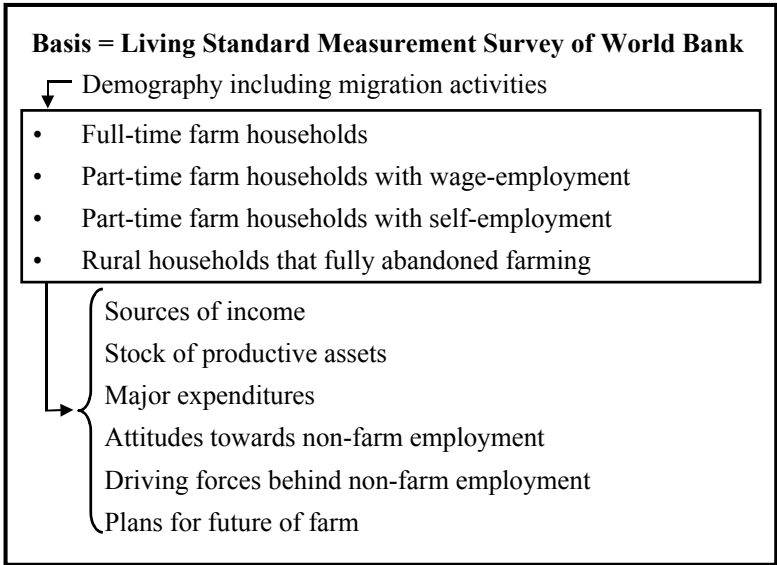 Basis = Living Standard Measurement Survey of World Bank
Demography including migration activities
• Full-time farm households
• Part-time farm households with wage-employment
• Part-time farm households with self-employment
• Rural households that fully abandoned farming
Sources of income
Stock of productive assets
Major expenditures
Attitudes towards non-farm employment
Driving forces behind non-farm employment
Plans for future of farm